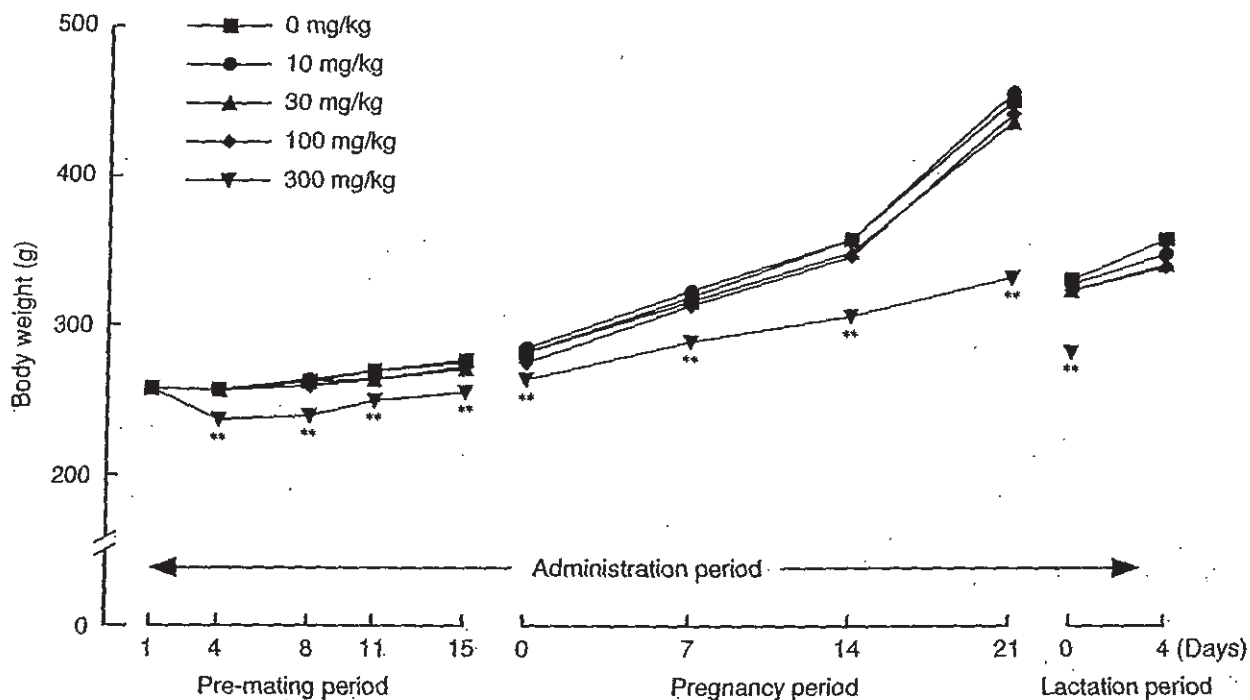 500
400
300
200
0
Body weight (g)
0 mg/kg
10 mg/kg
30 mg/kg
100 mg/kg
300 mg/kg
** ** ** **
** ** ** **
**
Administration period
1 4 8 11 15 0 7 14 21 0 4 (Days)
Pre-mating period Pregnancy period Lactation period